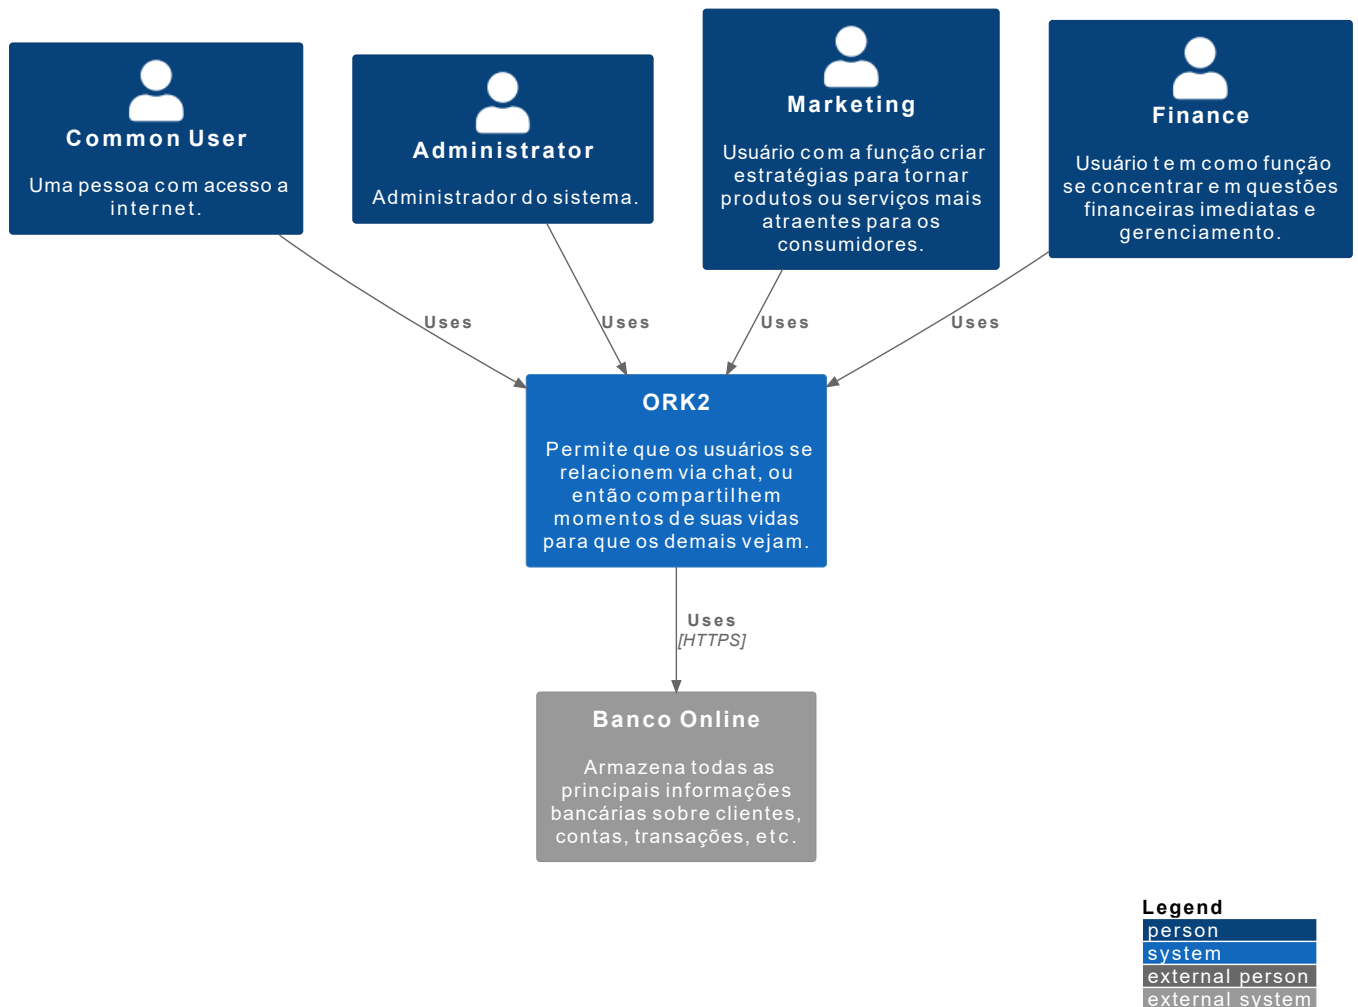 Common User
Uma pessoa com acesso a
internet.
Administrator
Administrador do sistema.
Marketing
Usuário com a função criar
estratégias para tornar
produtos ou serviços mais
atraentes para os
consumidores.
Finance
Usuário tem como função
se concentrar em questões
financeiras imediatas e
gerenciamento.
Uses
Uses
Uses
Uses
ORK2
Permite que os usuários se
relacionem via chat, ou
então compartilhem
momentos de suas vidas
para que os demais vejam.
Uses
[HTTPS]
Banco Online
Armazena todas as
principais informações
bancárias sobre clientes,
contas, transações, etc.
Legend
person
system
external person
external system